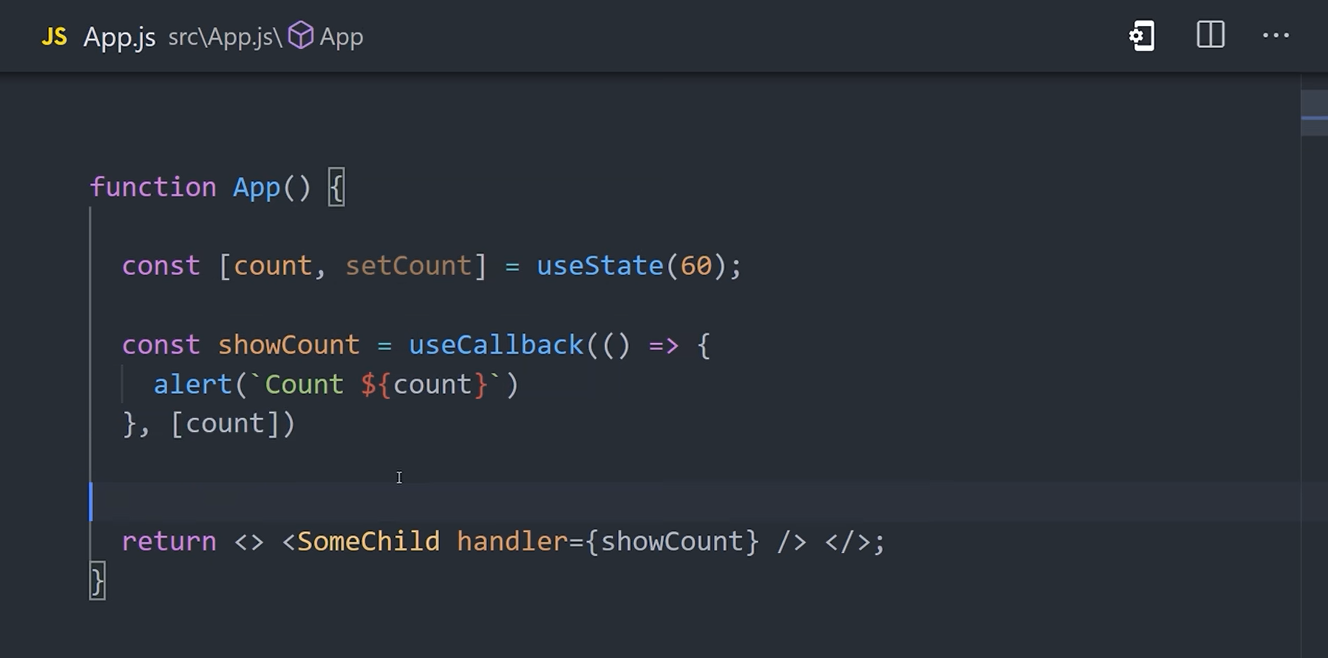 JS App.js src\App.js\ App
function App() {
const [count, setCount] = useState(60);
const showCount = useCallback(() => {
alert(`Count ${count}`)
}, [count])
return <> <SomeChild handler={showCount} /> </>;
}